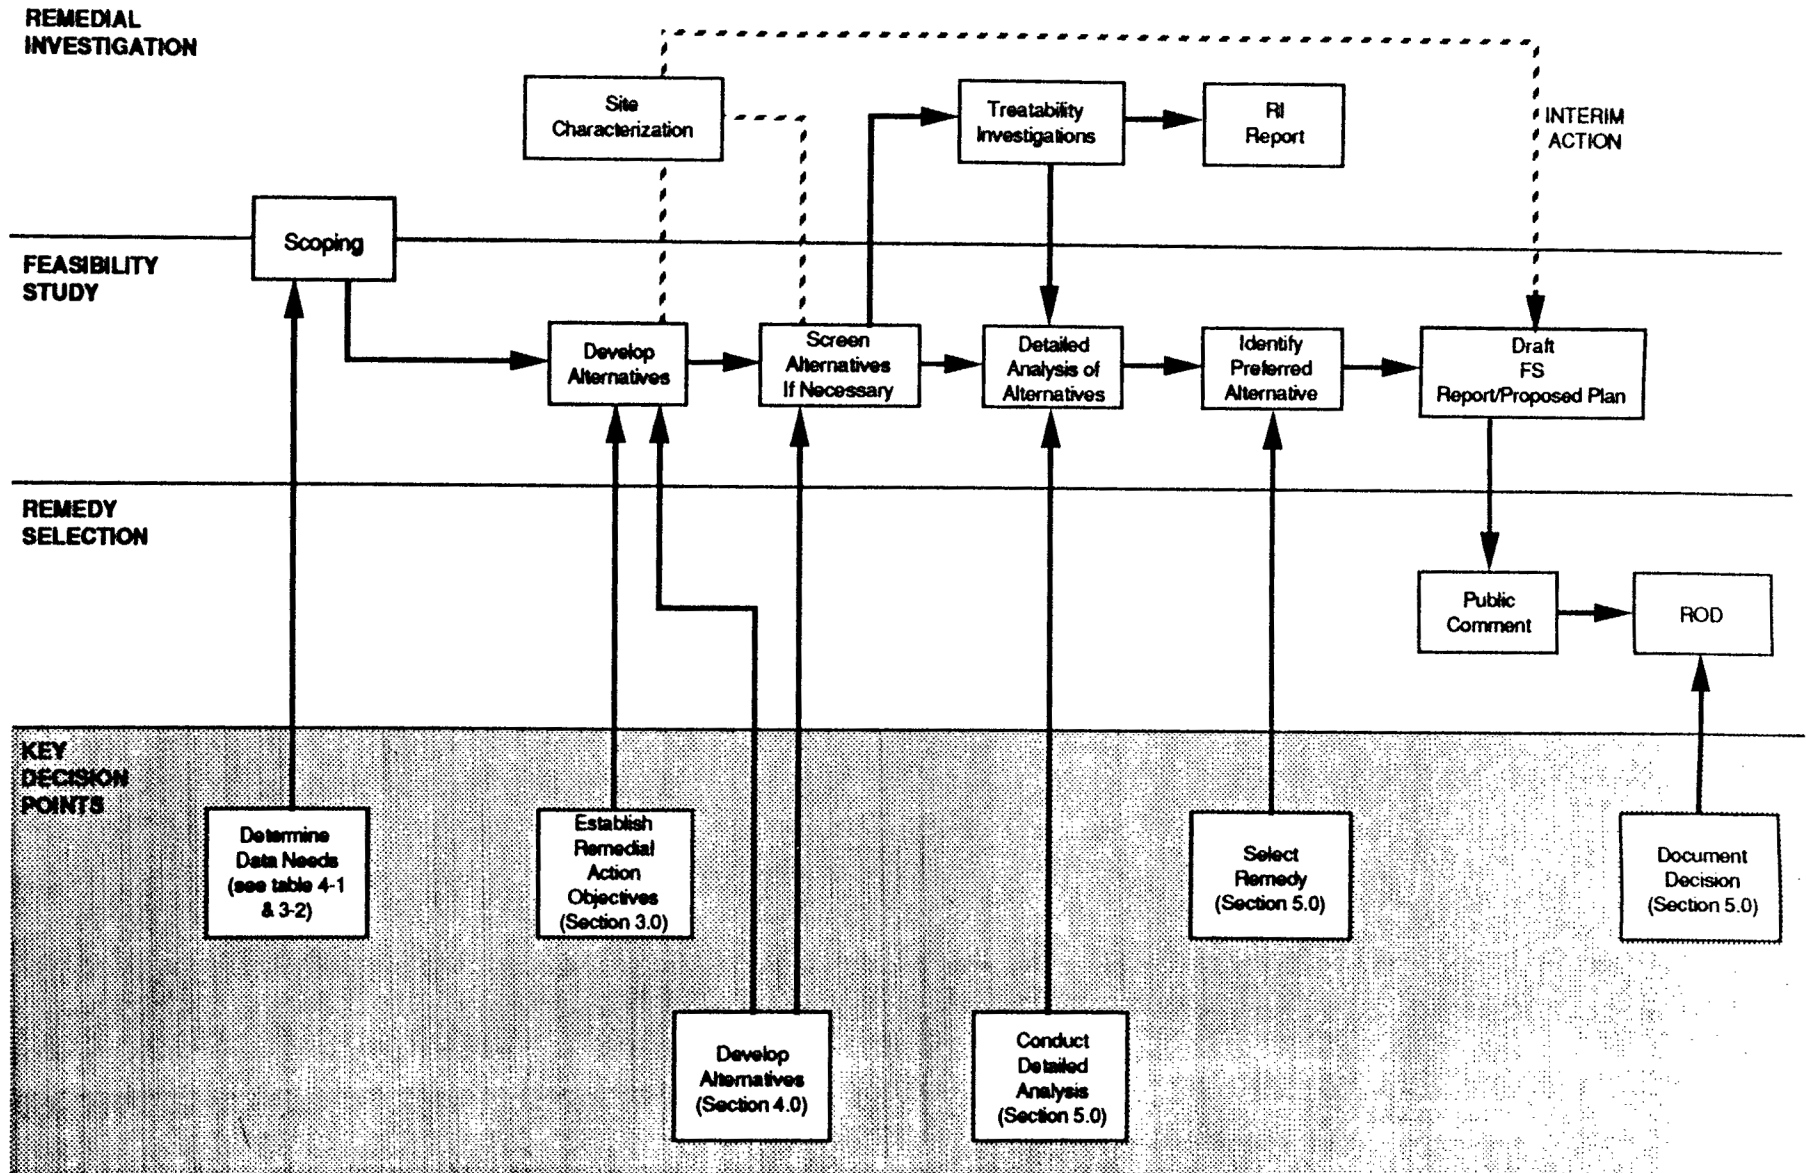 REMEDIAL
INVESTIGATION
Site
Characterization
Treatability
Investigations
RI
Report
INTERIM
ACTION
Scoping
FEASIBILITY
STUDY
Develop
Alternatives
Screen
Alternatives
If Necessary
Detailed
Analysis of
Alternatives
Identify
Preferred
Alternative
Draft
FS
Report/Proposed Plan
REMEDY
SELECTION
Public
Comment
ROD
KEY
DECISION
POINTS
Determine
Data Needs
(see table 4-1
& 3-2)
Establish
Remedial
Action
Objectives
(Section 3.0)
Select
Remedy
(Section 5.0)
Document
Decision
(Section 5.0)
Develop
Alternatives
(Section 4.0)
Conduct
Detailed
Analysis
(Section 5.0)